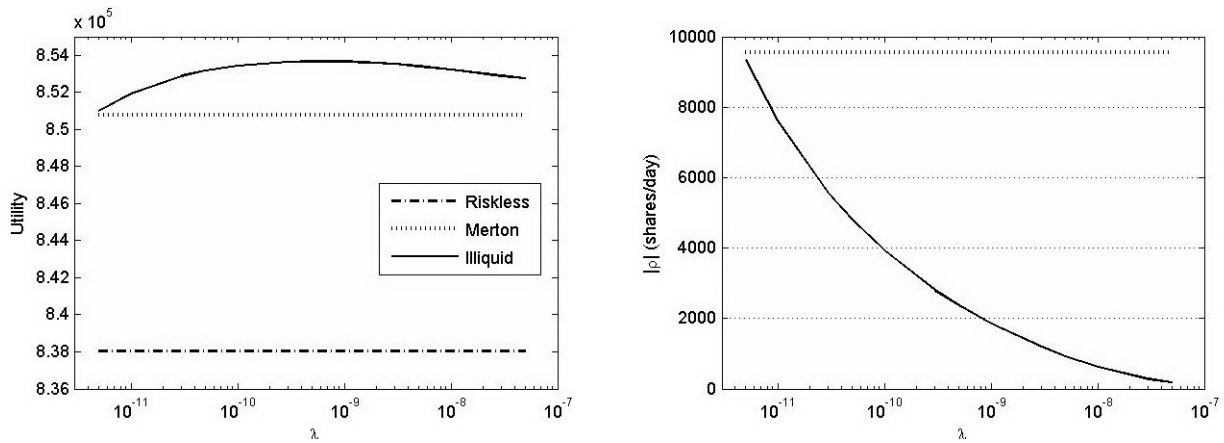 x 10⁵
8.54
8.52
8.5
8.48
8.46
8.44
8.42
8.4
8.38
8.36
Utility
Riskless
Merton
Illiquid
10⁻¹¹ 10⁻¹⁰ 10⁻⁹ 10⁻⁸ 10⁻⁷
λ
10000
8000
6000
4000
2000
0
|ρ| (shares/day)
10⁻¹¹ 10⁻¹⁰ 10⁻⁹ 10⁻⁸ 10⁻⁷
λ